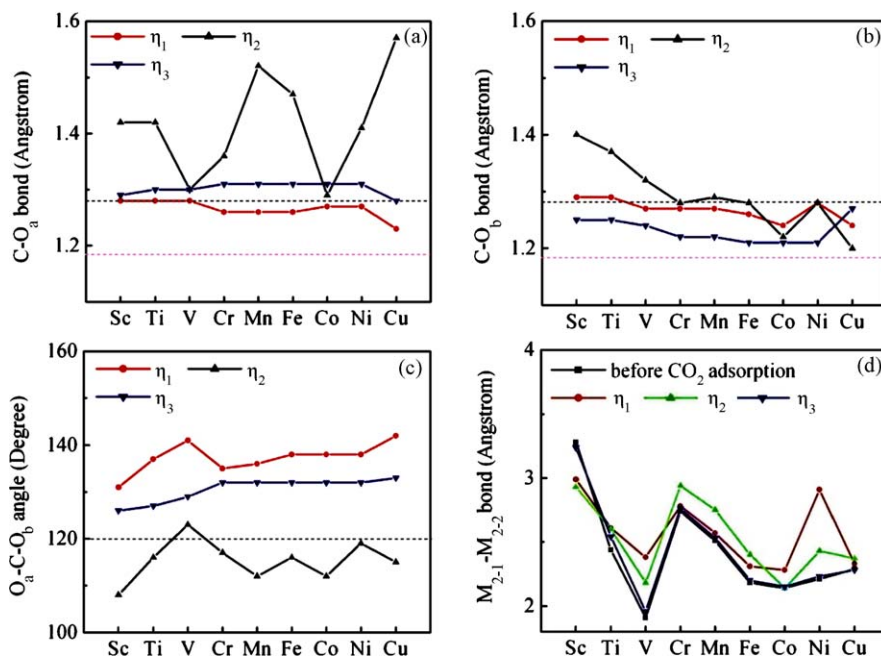 1.6
1.4
1.2
C-Oₐ bond (Angstrom)
η₁ η₂
η₃
(a)
Sc Ti V Cr Mn Fe Co Ni Cu
1.6
1.4
1.2
C-O_b bond (Angstrom)
η₁ η₂
η₃
(b)
Sc Ti V Cr Mn Fe Co Ni Cu
160
140
120
100
Oₐ-C-O_b angle (Degree)
η₁ η₂
η₃
(c)
Sc Ti V Cr Mn Fe Co Ni Cu
4
3
2
M₂₋₁-M₂₋₂ bond (Angstrom)
before CO₂ adsorption
η₁ η₂ η₃
(d)
Sc Ti V Cr Mn Fe Co Ni Cu